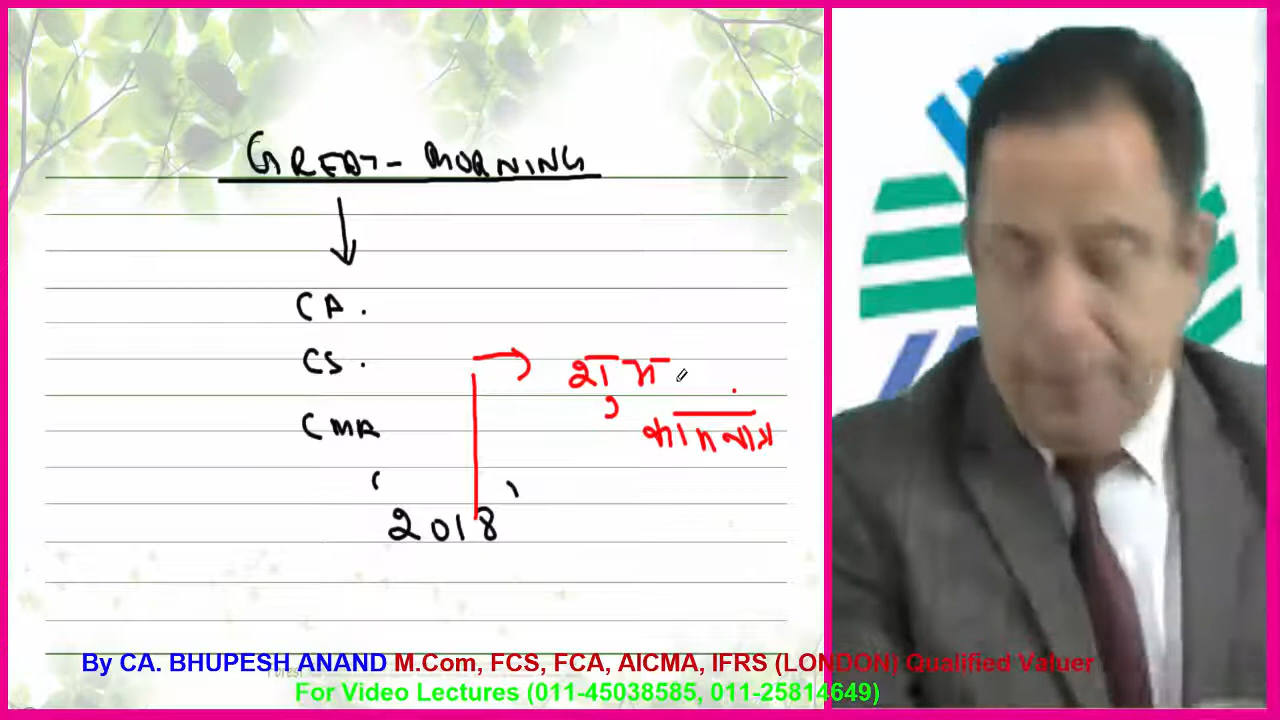 GREAT - MORNING
CA.
CS.
CMA
' 2018 '
By CA. BHUPESH ANAND M.Com, FCS, FCA, AICMA, IFRS (LONDON) Qualified Valuer
For Video Lectures (011-45038585, 011-25814649)